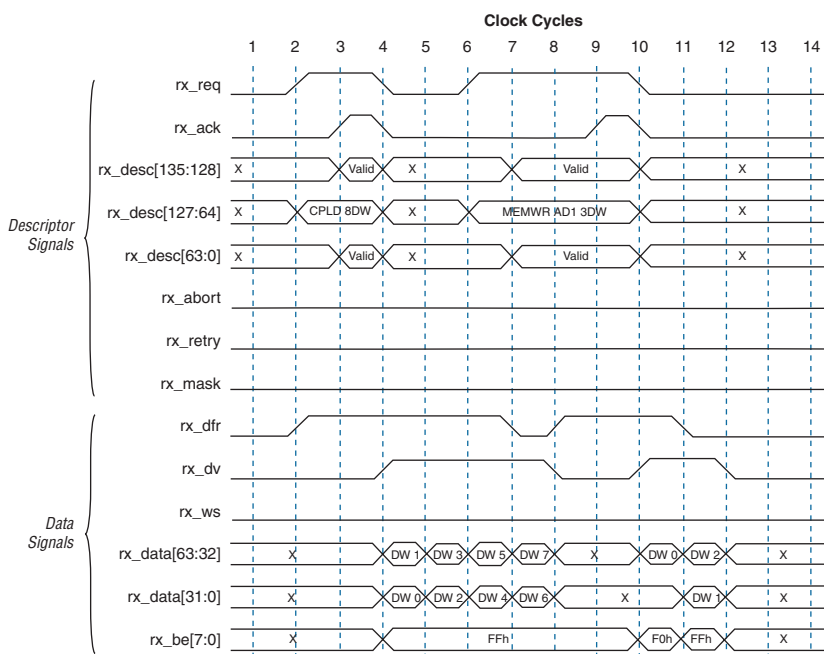 Clock Cycles
1 2 3 4 5 6 7 8 9 10 11 12 13 14
Descriptor
Signals
rx_req
rx_ack
rx_desc[135:128] X Valid X Valid X
rx_desc[127:64] X CPLD 8DW X MEMWR AD1 3DW X
rx_desc[63:0] X Valid X Valid X
rx_abort
rx_retry
rx_mask
Data
Signals
rx_dfr
rx_dv
rx_ws
rx_data[63:32] X DW 1 DW 3 DW 5 DW 7 X DW 0 DW 2 X
rx_data[31:0] X DW 0 DW 2 DW 4 DW 6 X DW 1 X
rx_be[7:0] X FFh F0h FFh X